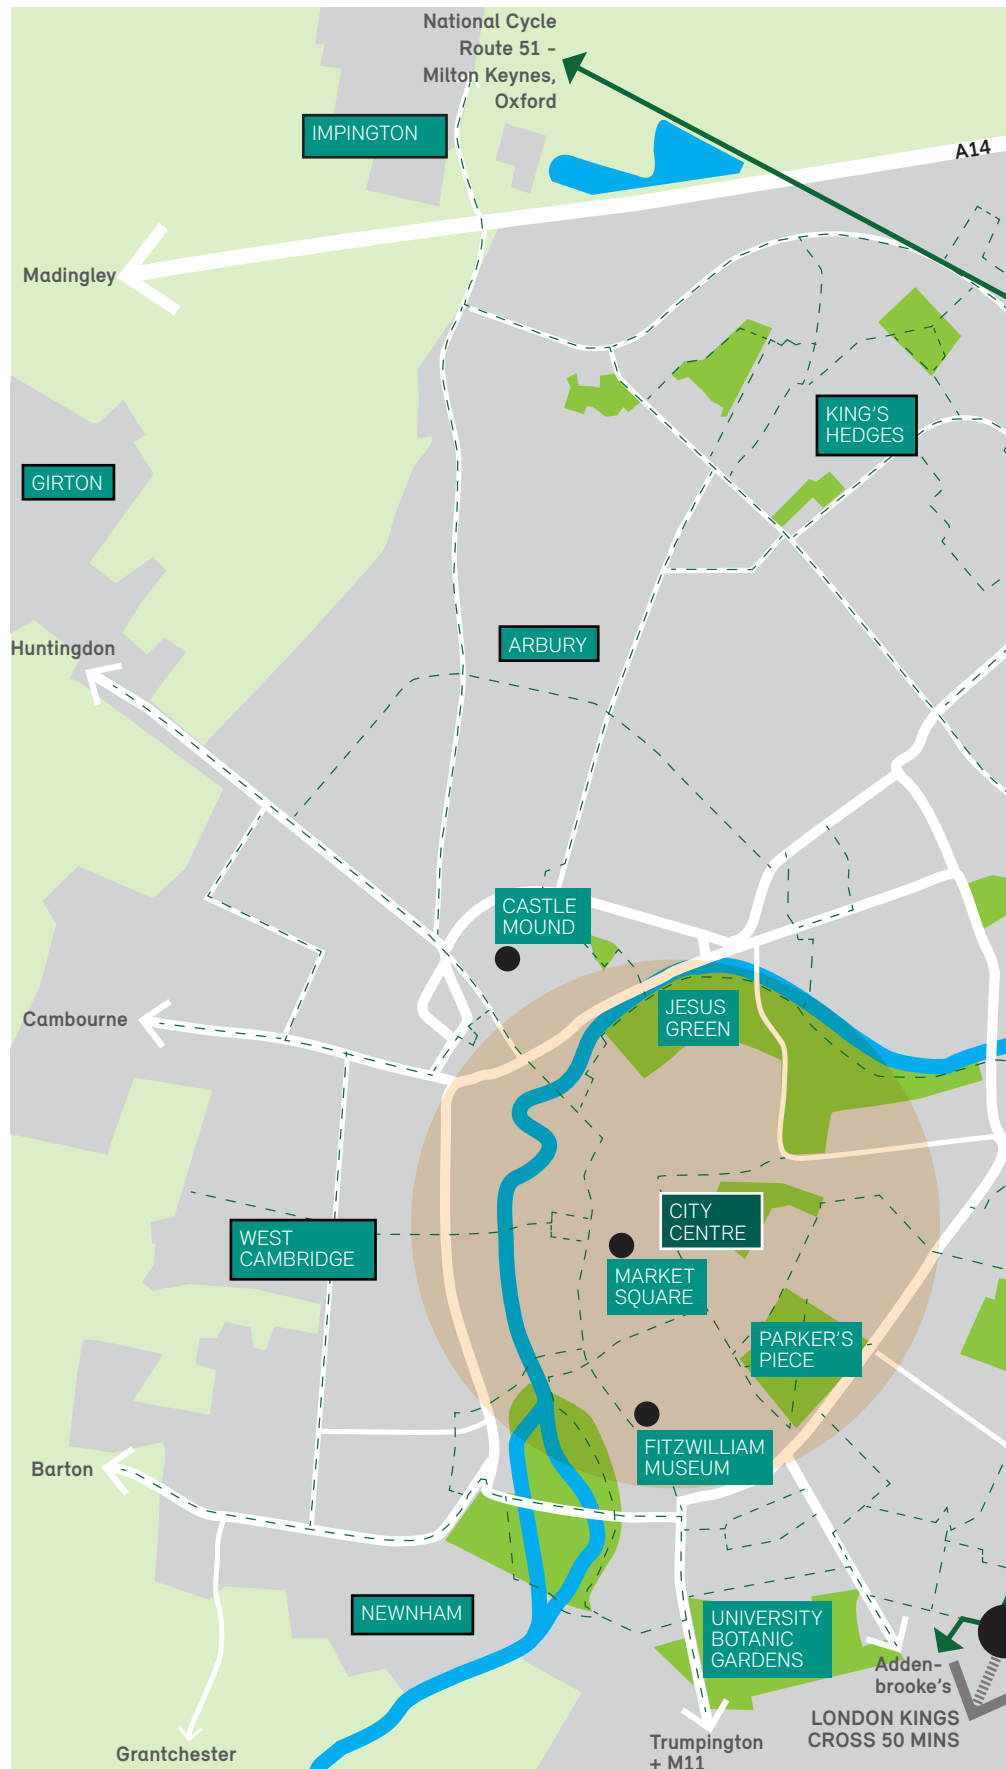 National Cycle
Route 51 -
Milton Keynes,
Oxford
IMPINGTON
A14
Madingley
KING'S
HEDGES
GIRTON
ARBURY
Huntingdon
CASTLE
MOUND
JESUS
GREEN
Cambourne
CITY
CENTRE
WEST
CAMBRIDGE
MARKET
SQUARE
PARKER'S
PIECE
FITZWILLIAM
MUSEUM
Barton
NEWNHAM
UNIVERSITY
BOTANIC
GARDENS
Adden-
brooke's
LONDON KINGS
CROSS 50 MINS
Trumpington
+ M11
Grantchester